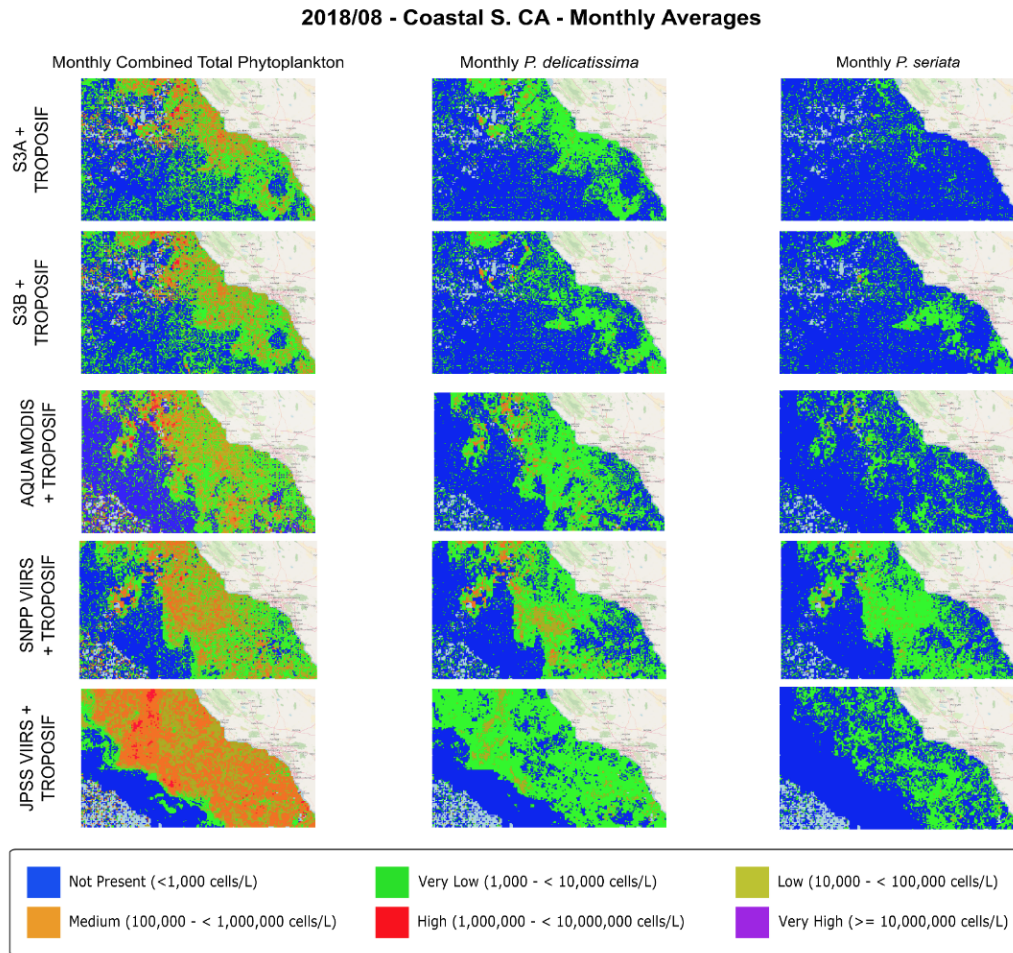 2018/08 - Coastal S. CA - Monthly Averages
Monthly Combined Total Phytoplankton
Monthly P. delicatissima
Monthly P. seriata
S3A +
TROPOSIF
S3B +
TROPOSIF
AQUA MODIS
+ TROPOSIF
SNPP VIIRS
+ TROPOSIF
JPSS VIIRS +
TROPOSIF
Not Present (<1,000 cells/L)
Very Low (1,000 - < 10,000 cells/L)
Low (10,000 - < 100,000 cells/L)
Medium (100,000 - < 1,000,000 cells/L)
High (1,000,000 - < 10,000,000 cells/L)
Very High (>= 10,000,000 cells/L)